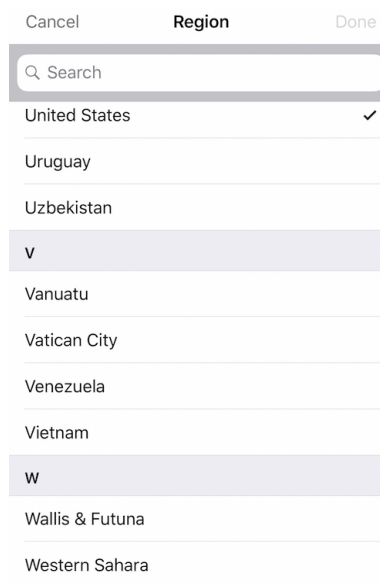 Cancel Region Done
Search
United States
Uruguay
Uzbekistan
V
Vanuatu
Vatican City
Venezuela
Vietnam
W
Wallis & Futuna
Western Sahara